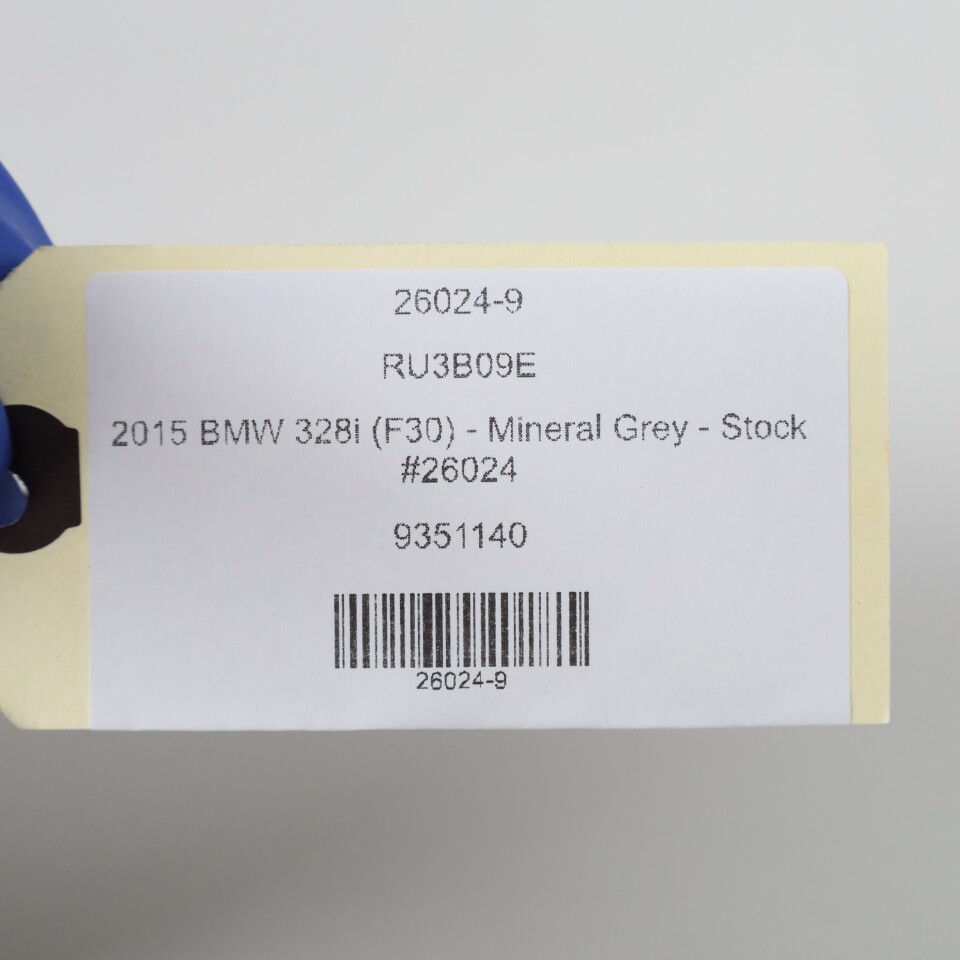 26024-9
RU3B09E
2015 BMW 328i (F30) - Mineral Grey - Stock
#26024
9351140
26024-9